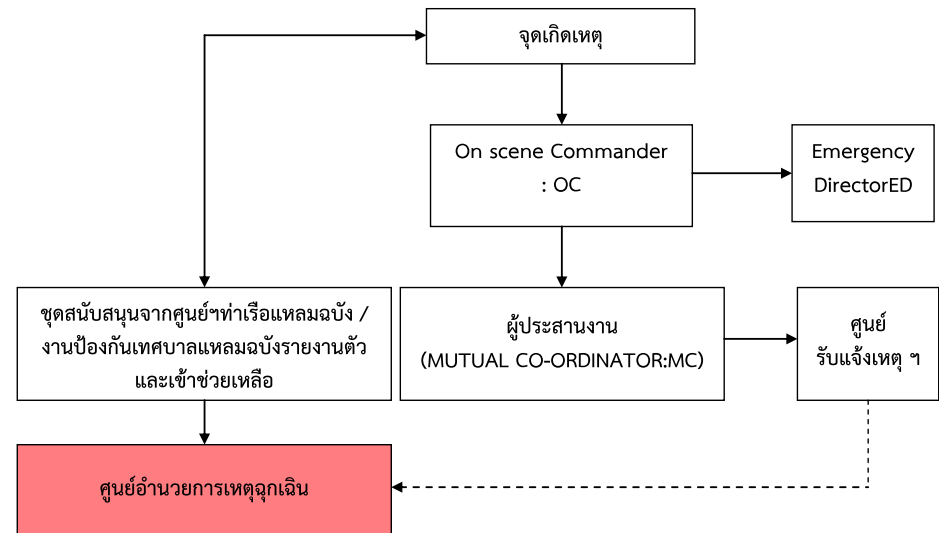 จุดเกิดเหตุ
On scene Commander
: OC
Emergency
DirectorED
ชุดสนับสนุนจากศูนย์ฯท่าเรือแหลมฉบัง /
งานป้องกันเทศบาลแหลมฉบังรายงานตัว
และเข้าช่วยเหลือ
ผู้ประสานงาน
(MUTUAL CO-ORDINATOR:MC)
ศูนย์
รับแจ้งเหตุ ฯ
ศูนย์อำนวยการเหตุฉุกเฉิน